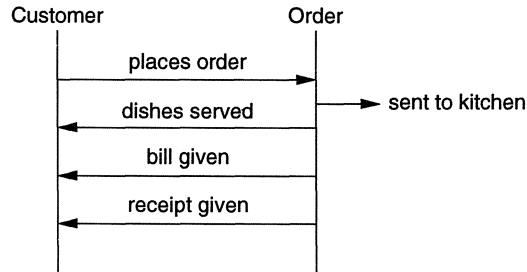 Customer
Order
places order
sent to kitchen
dishes served
bill given
receipt given